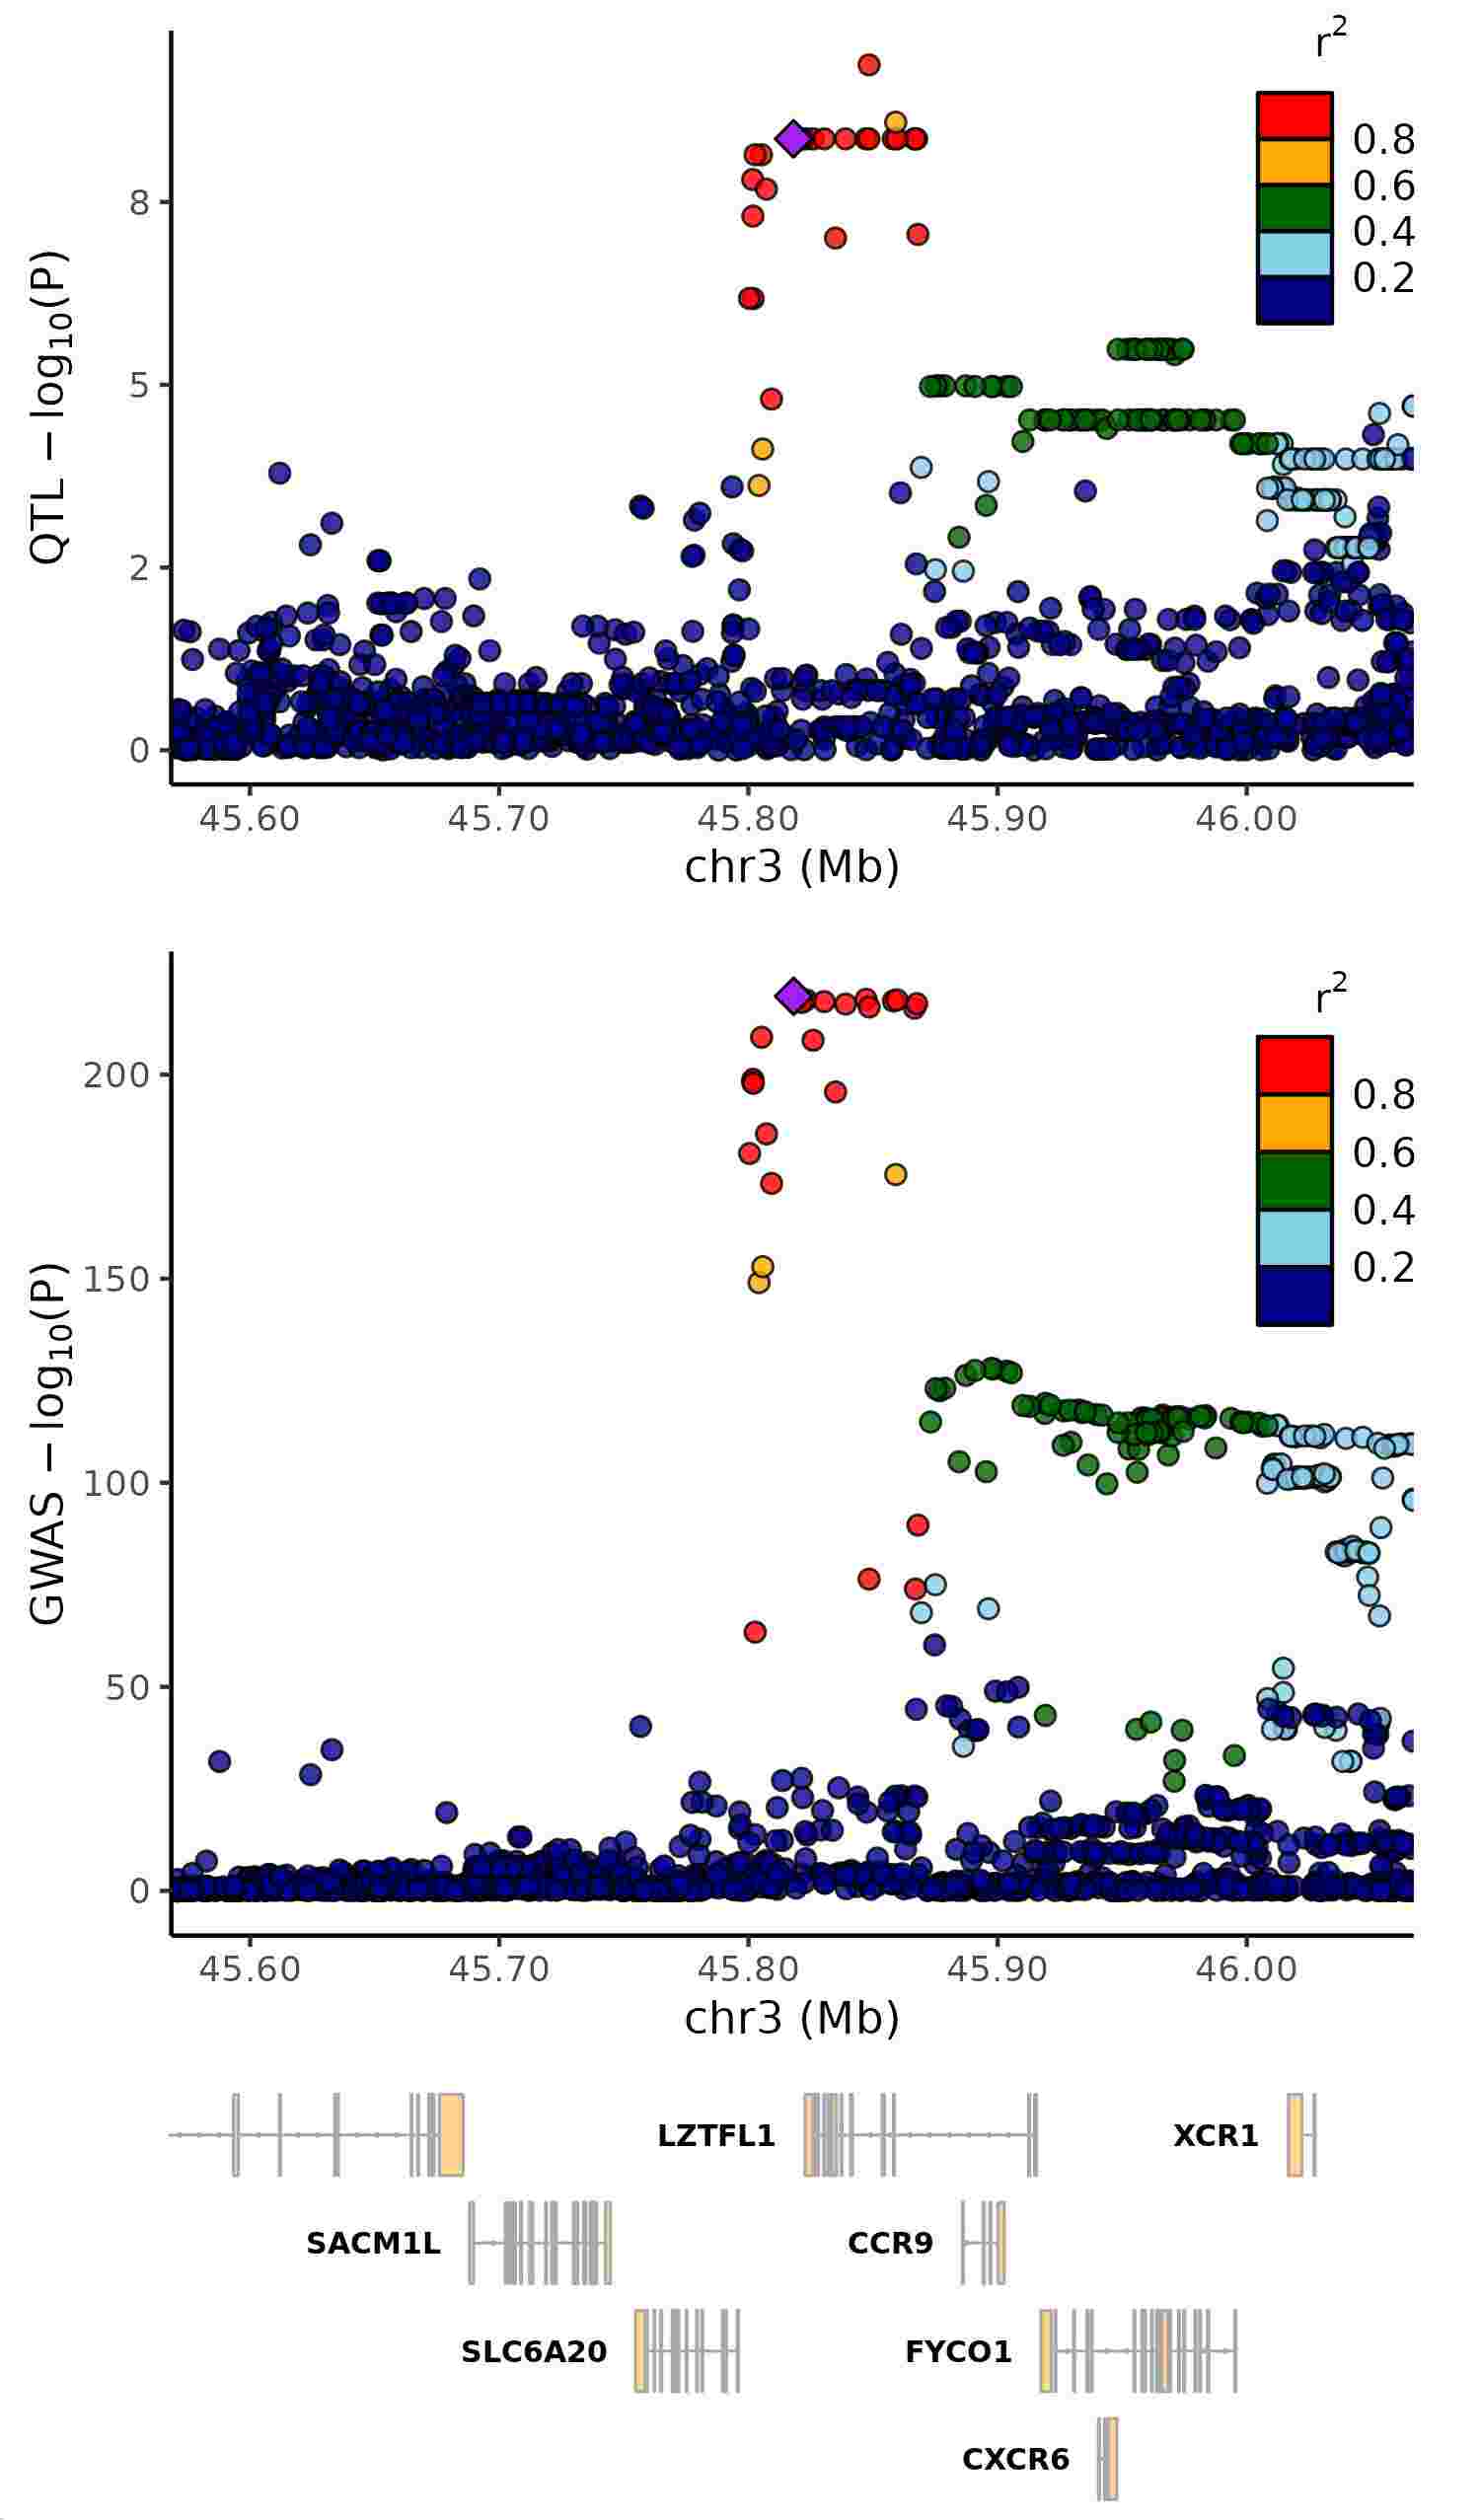 r²
0.8
0.6
0.4
0.2
QTL −log₁₀(P)
8
5
2
0
45.60 45.70 45.80 45.90 46.00
chr3 (Mb)
r²
0.8
0.6
0.4
0.2
GWAS −log₁₀(P)
200
150
100
50
0
45.60 45.70 45.80 45.90 46.00
chr3 (Mb)
LZTFL1 XCR1
SACM1L CCR9
SLC6A20 FYCO1
CXCR6